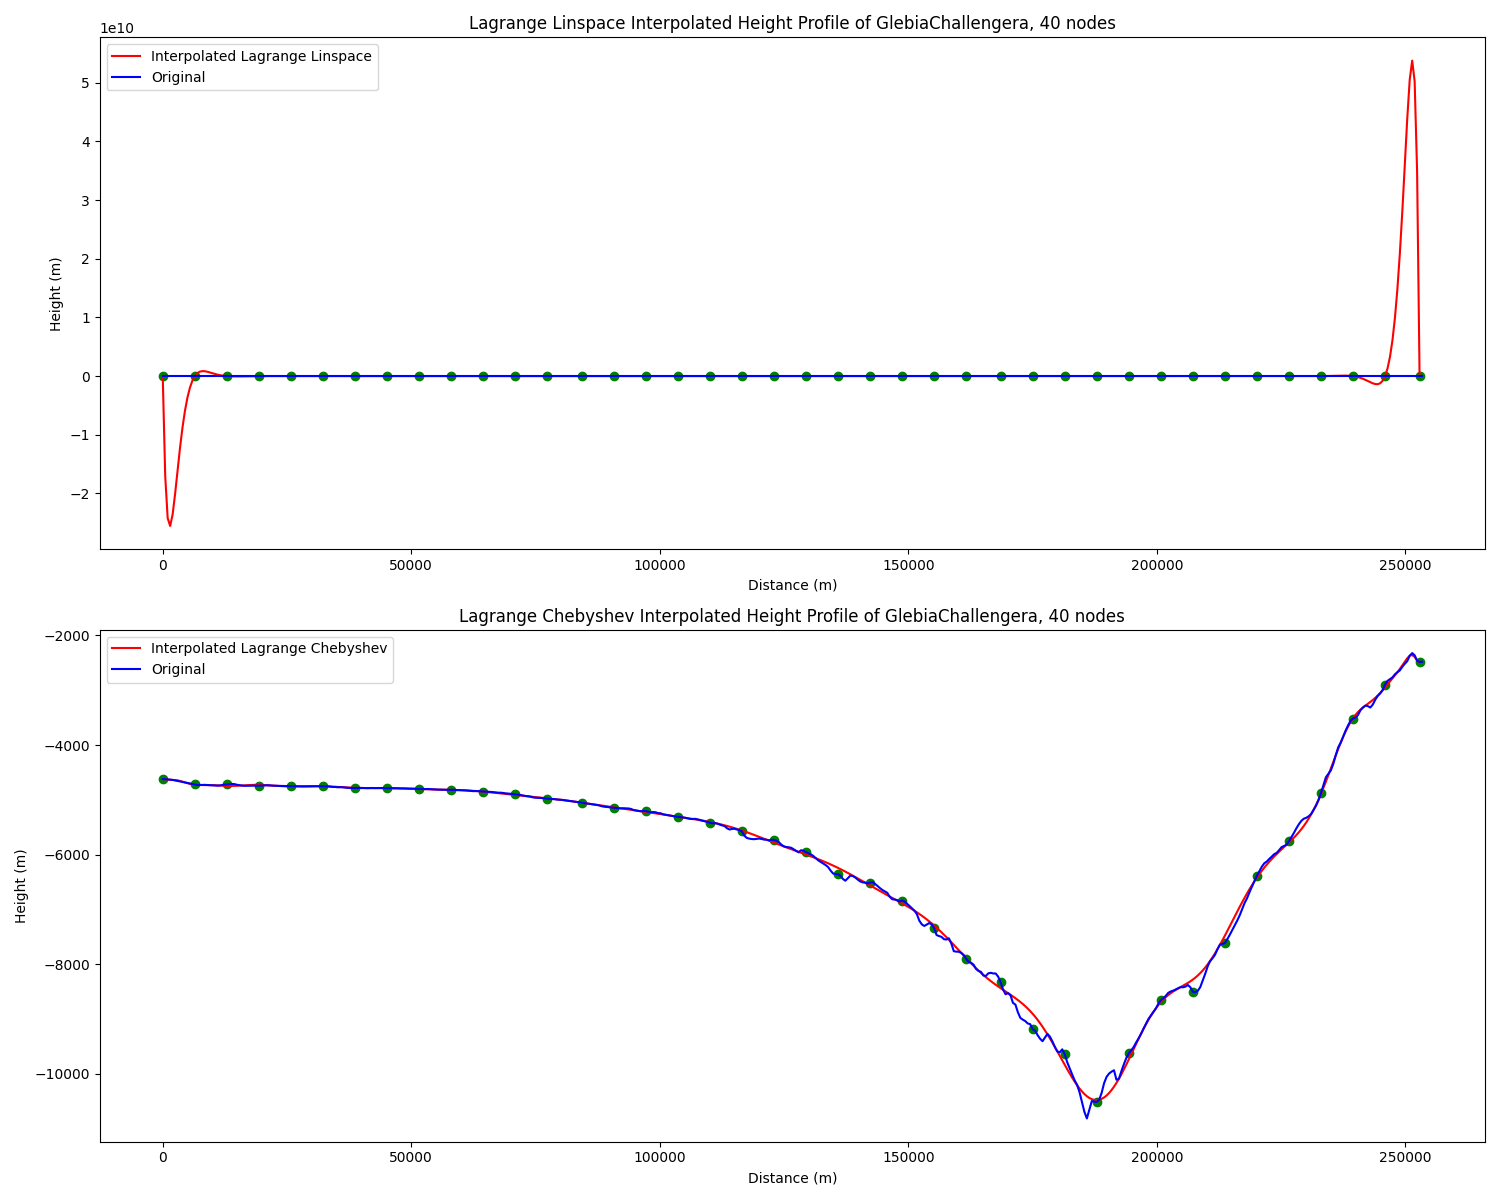 Lagrange Linspace Interpolated Height Profile of GlebiaChallengera, 40 nodes
1e10
Interpolated Lagrange Linspace
Original
5
4
3
2
1
0
−1
−2
Height (m)
0 50000 100000 150000 200000 250000
Distance (m)
Lagrange Chebyshev Interpolated Height Profile of GlebiaChallengera, 40 nodes
Interpolated Lagrange Chebyshev
Original
−2000
−4000
−6000
−8000
−10000
Height (m)
0 50000 100000 150000 200000 250000
Distance (m)